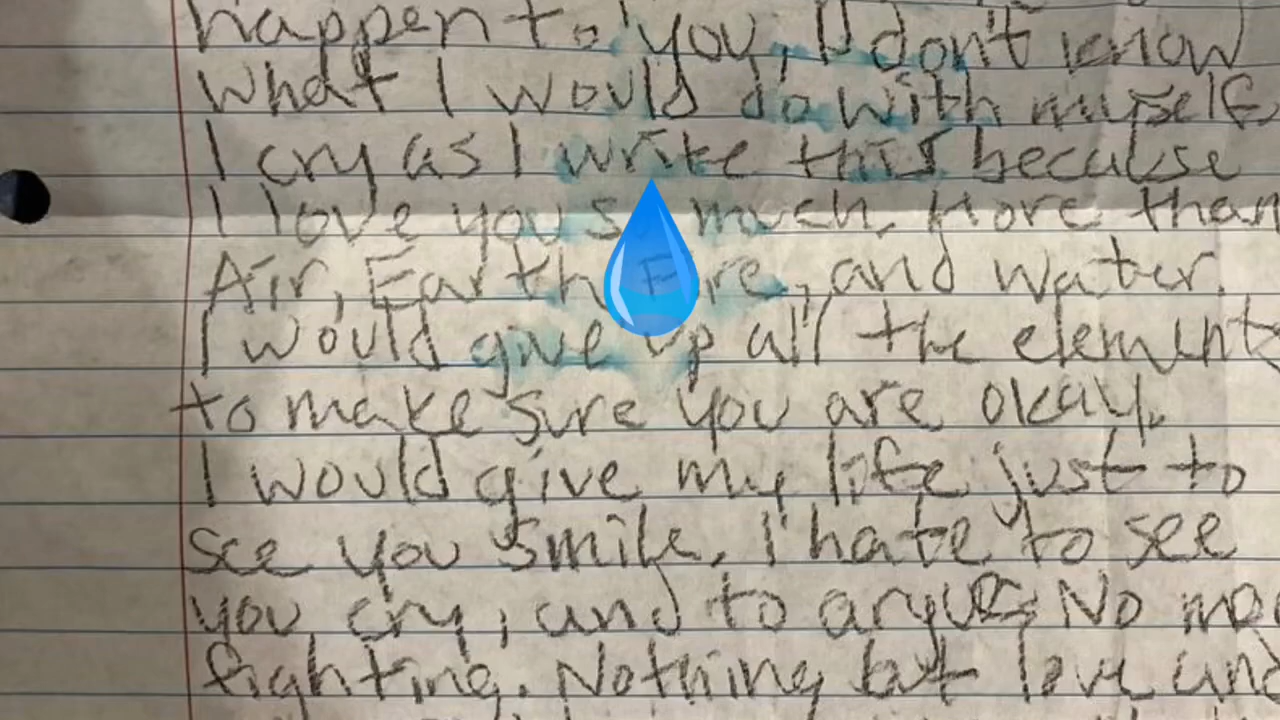 happen to you, I don't know
what I would do with myself.
I cry as I write this because
I love you so much. More than
Air, Earth, Fire, and water.
I would give up all the elements
to make sure you are okay.
I would give my life just to
see you smile. I hate to see
you cry, and to argue. No
fighting. Nothing but love and